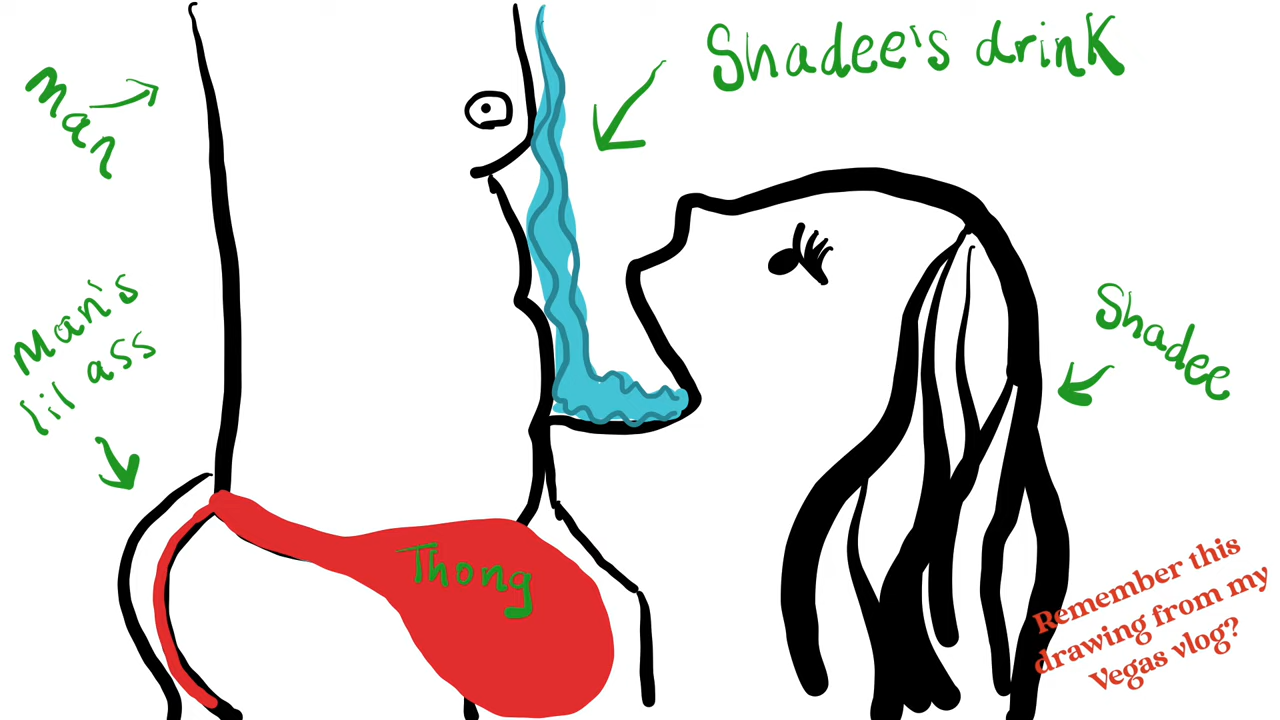 Man
Shadee's drink
Man's
lil ass
Shadee
Thong
Remember this
drawing from my
Vegas vlog?